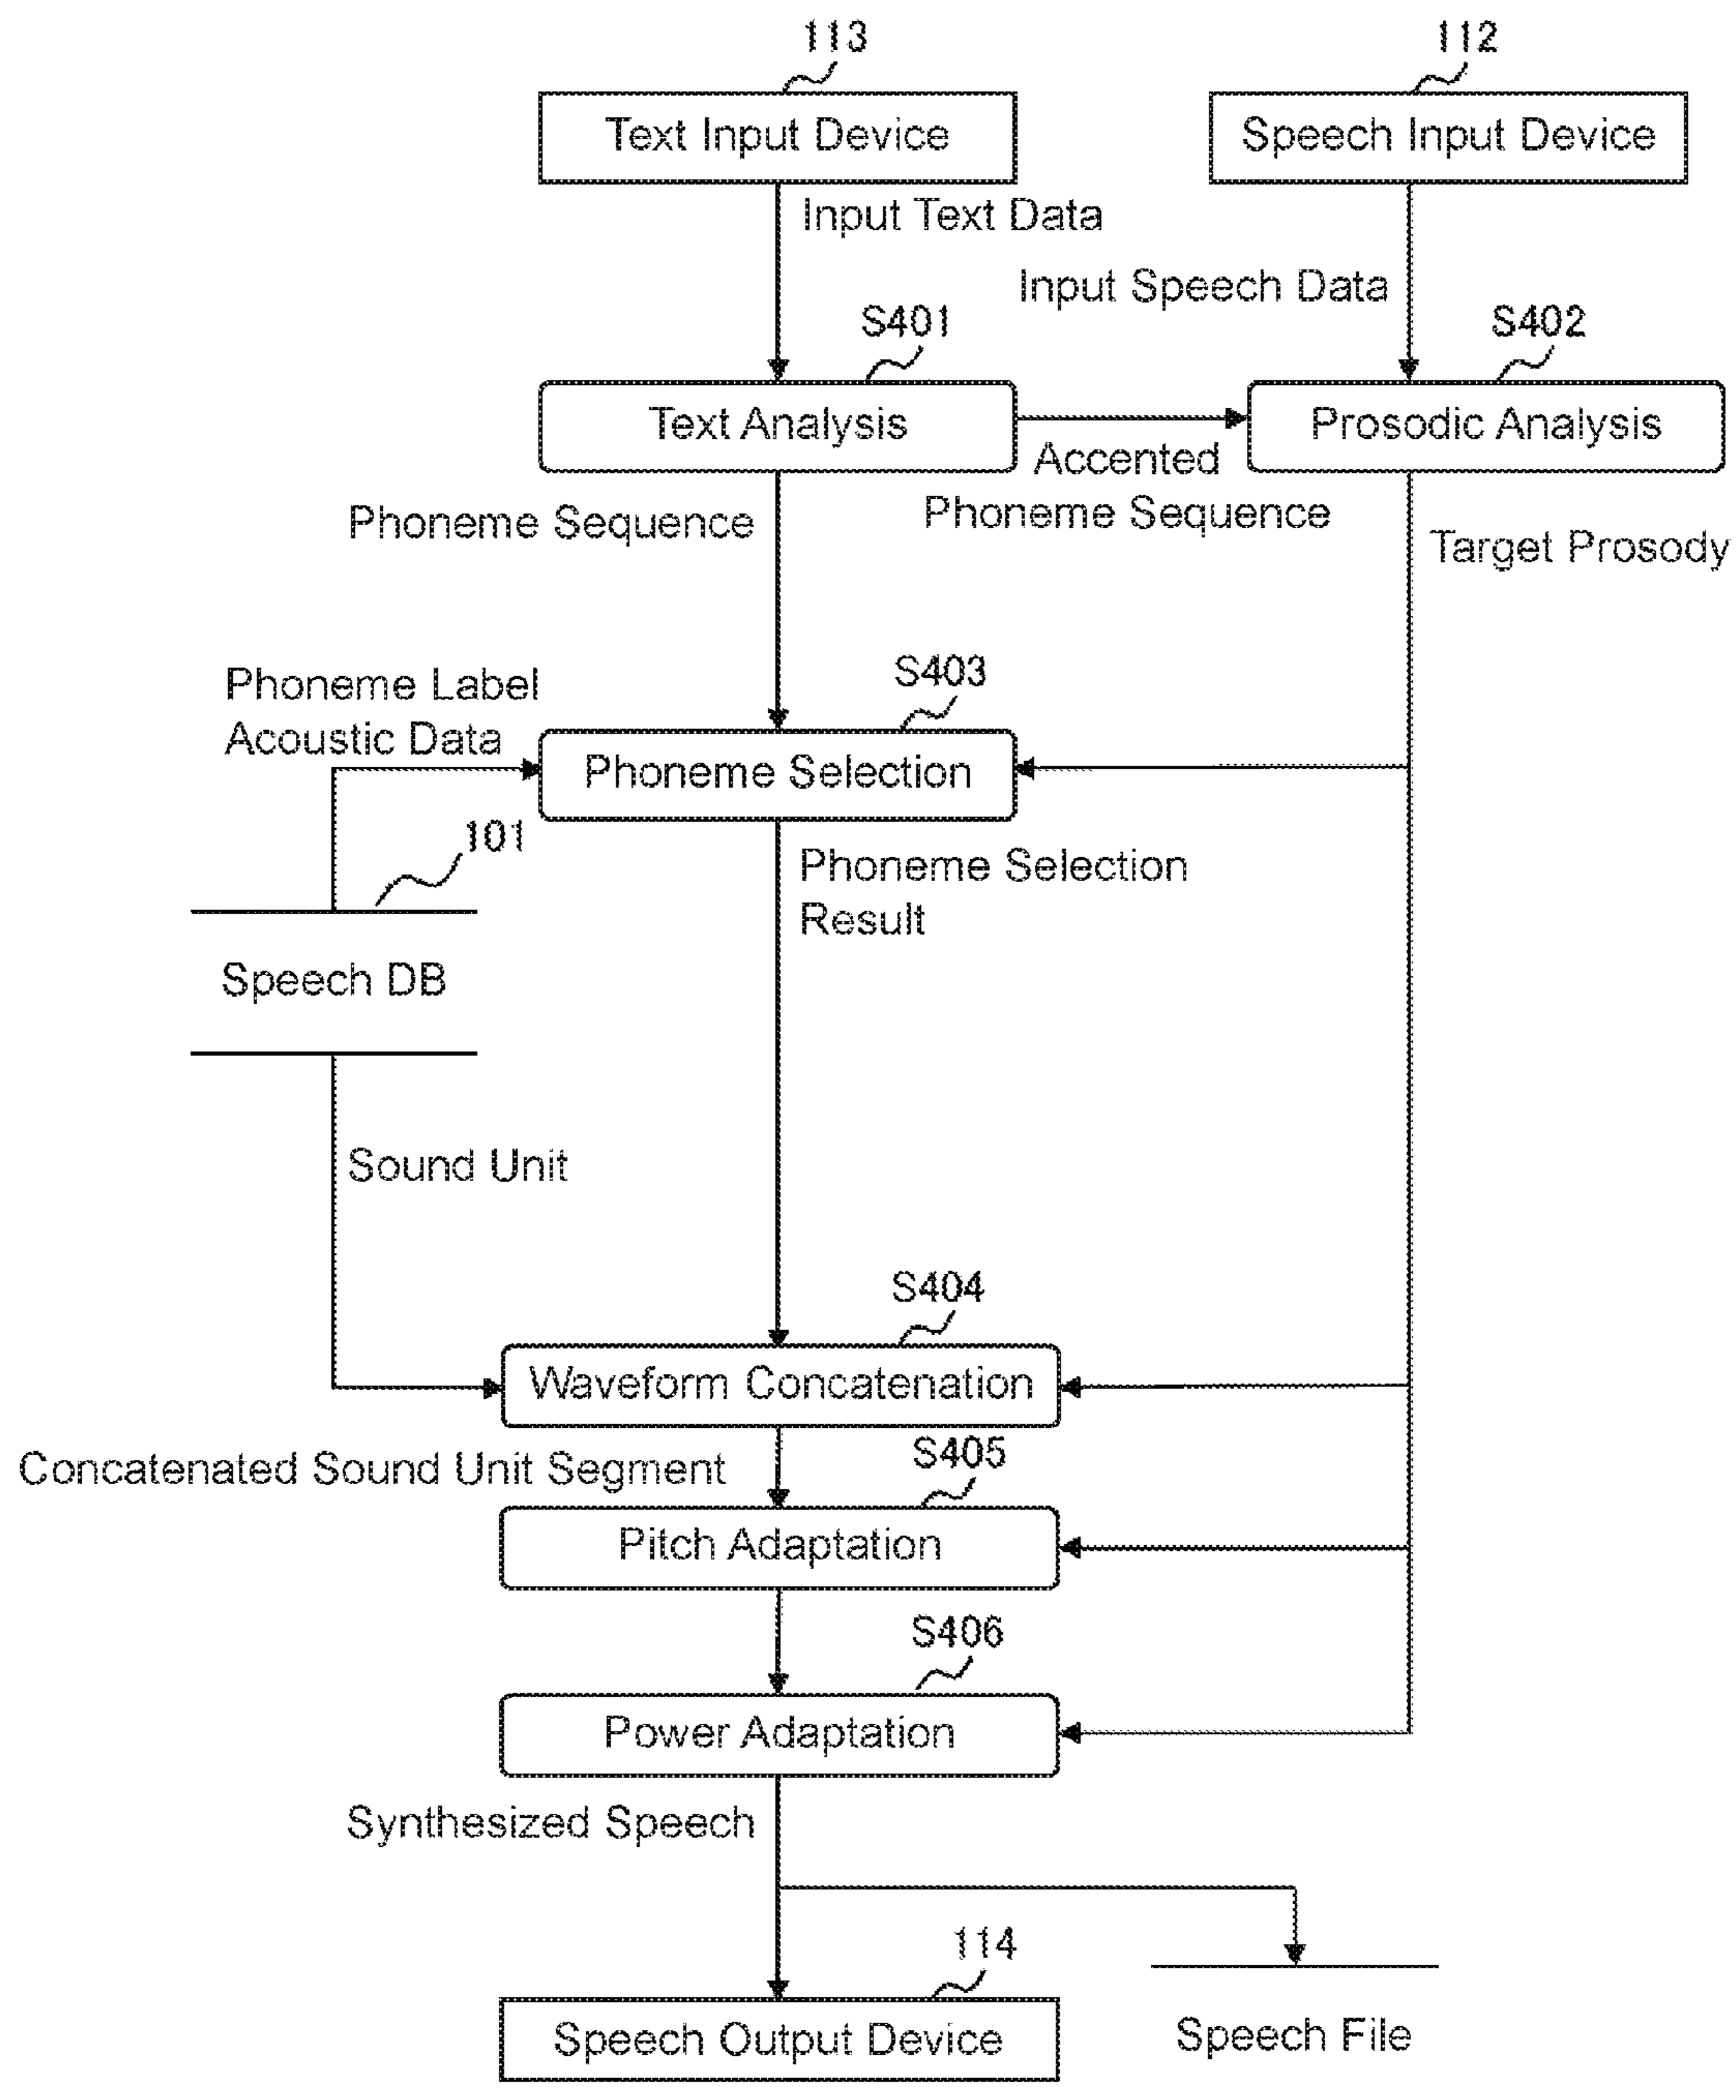 113
112
Text Input Device
Speech Input Device
Input Text Data
Input Speech Data
S401
S402
Text Analysis
Prosodic Analysis
Accented
Phoneme Sequence
Phoneme Sequence
Target Prosody
S403
Phoneme Label
Acoustic Data
Phoneme Selection
101
Phoneme Selection
Result
Speech DB
Sound Unit
S404
Waveform Concatenation
Concatenated Sound Unit Segment
S405
Pitch Adaptation
S406
Power Adaptation
Synthesized Speech
114
Speech Output Device
Speech File